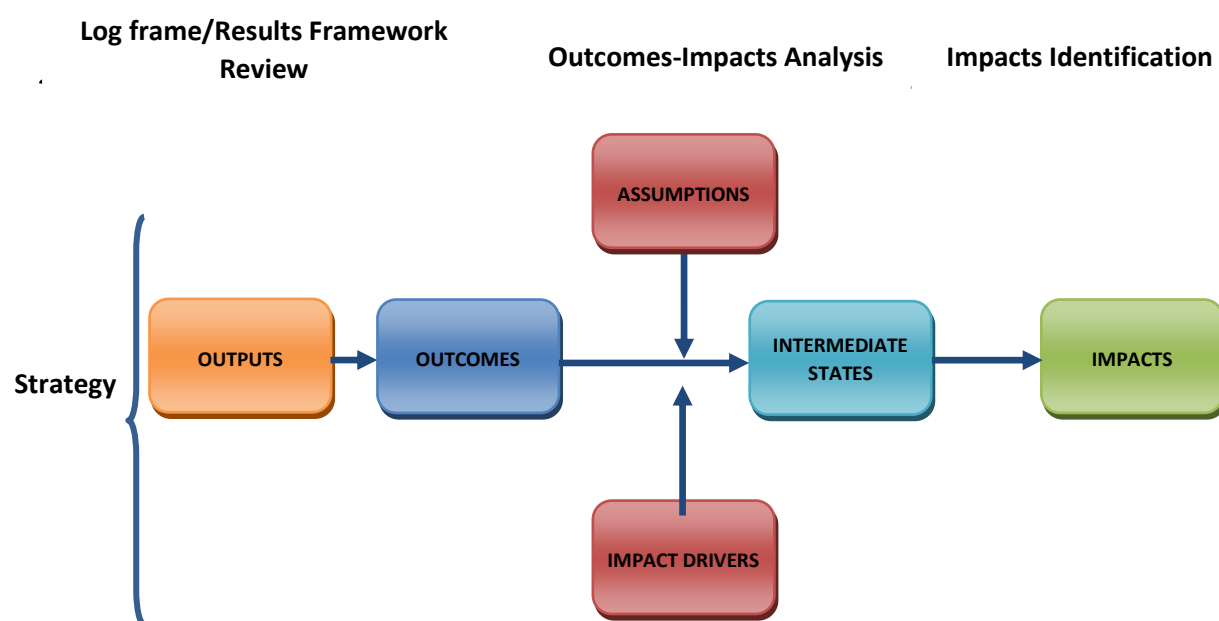 Log frame/Results Framework
Review
Outcomes-Impacts Analysis
Impacts Identification
ASSUMPTIONS
Strategy
OUTPUTS
OUTCOMES
INTERMEDIATE
STATES
IMPACTS
IMPACT DRIVERS